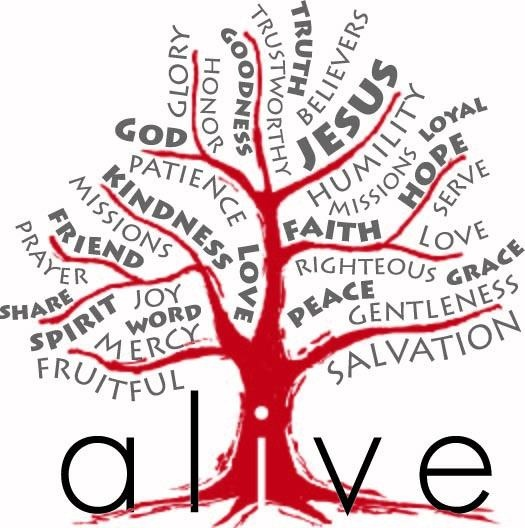 GLORY
HONOR
GOODNESS
TRUSTWORTHY
TRUTH
BELIEVERS
JESUS
HUMILITY
MISSIONS
LOYAL
HOPE
SERVE
GOD
PATIENCE
KINDNESS
MISSIONS
LOVE
FAITH
LOVE
RIGHTEOUS
GRACE
PEACE
GENTLENESS
SALVATION
FRIEND
PRAYER
SHARE
SPIRIT
JOY
WORD
MERCY
FRUITFUL
alive